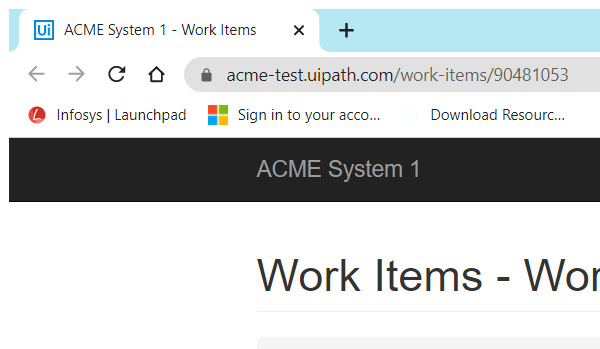 Ui ACME System 1 - Work Items
acme-test.uipath.com/work-items/90481053
Infosys | Launchpad Sign in to your acco... Download Resourc...
ACME System 1
Work Items - Wor